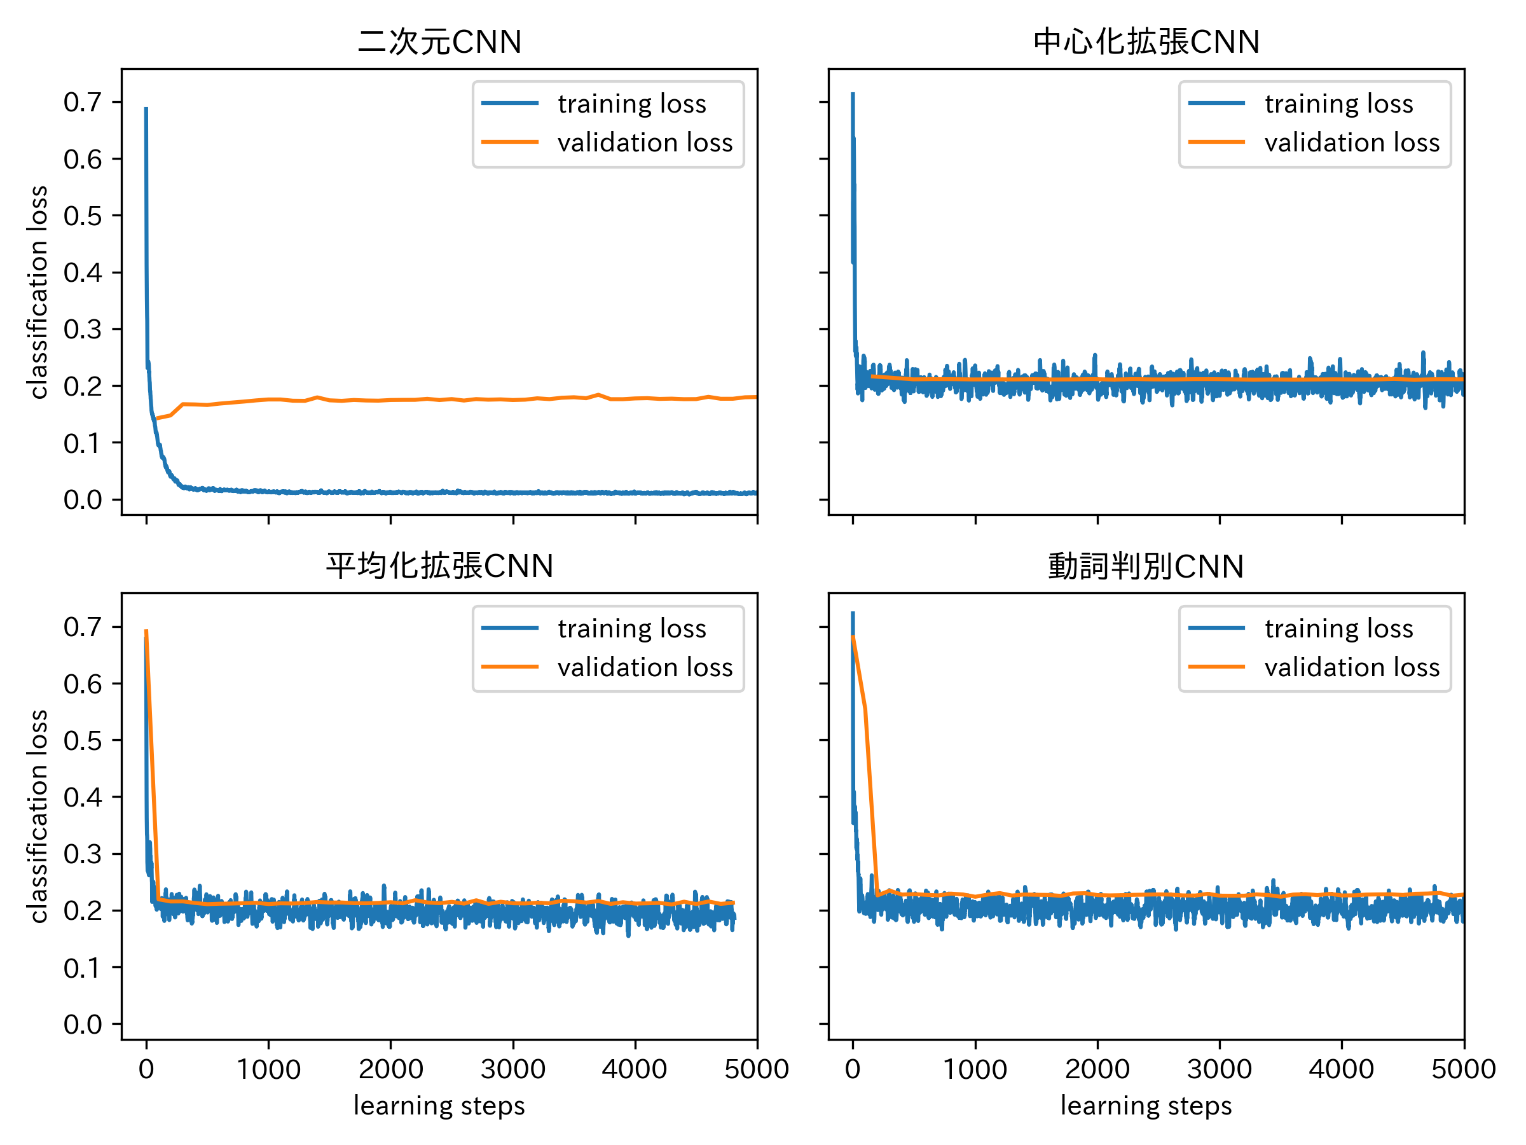 二次元CNN
training loss
validation loss
0.7
0.6
0.5
0.4
0.3
0.2
0.1
0.0
classification loss
中心化拡張CNN
training loss
validation loss
平均化拡張CNN
training loss
validation loss
0.7
0.6
0.5
0.4
0.3
0.2
0.1
0.0
classification loss
0 1000 2000 3000 4000 5000
learning steps
動詞判別CNN
training loss
validation loss
0 1000 2000 3000 4000 5000
learning steps